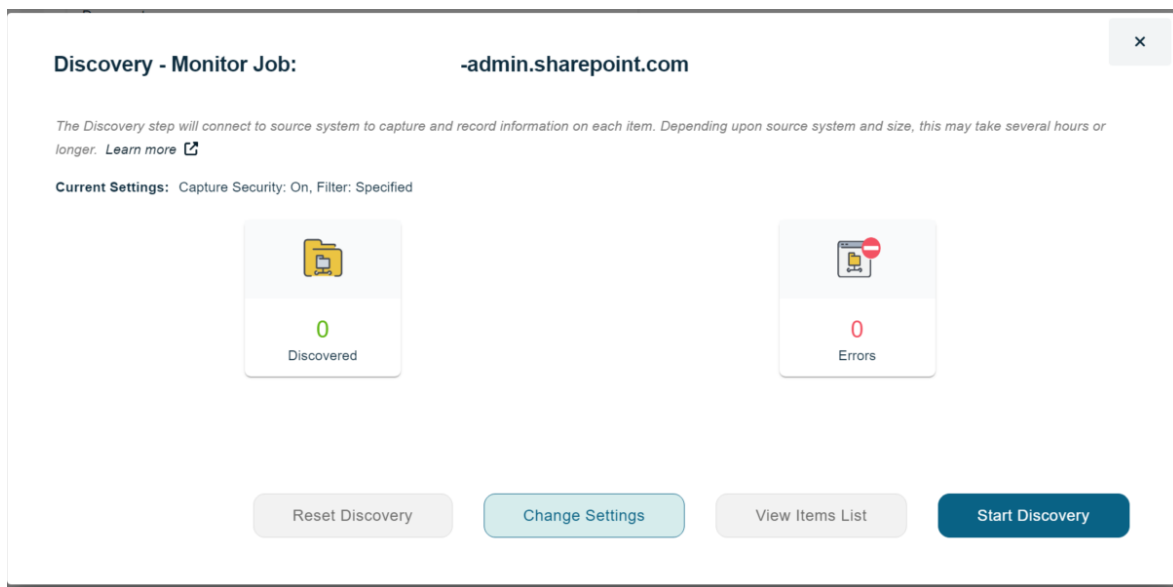 ×
Discovery - Monitor Job: -admin.sharepoint.com
The Discovery step will connect to source system to capture and record information on each item. Depending upon source system and size, this may take several hours or
longer. Learn more
Current Settings: Capture Security: On, Filter: Specified
0
Discovered
0
Errors
Reset Discovery
Change Settings
View Items List
Start Discovery